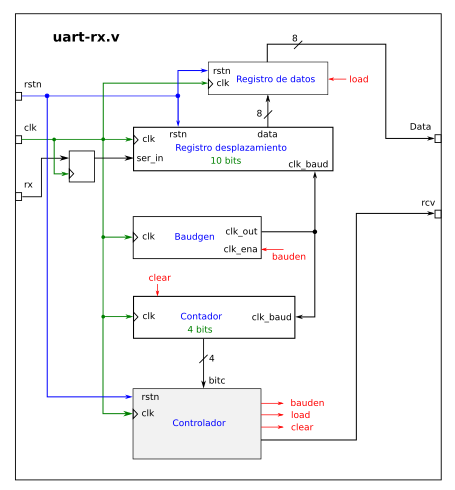 uart-rx.v
8
rstn
rstn
clk
Registro de datos
load
8
clk
Data
rstn
data
clk
Registro desplazamiento
ser_in
10 bits
clk_baud
rx
rcv
clk
Baudgen
clk_out
clk_ena
bauden
clear
clk
Contador
clk_baud
4 bits
4
bitc
rstn
clk
Controlador
bauden
load
clear